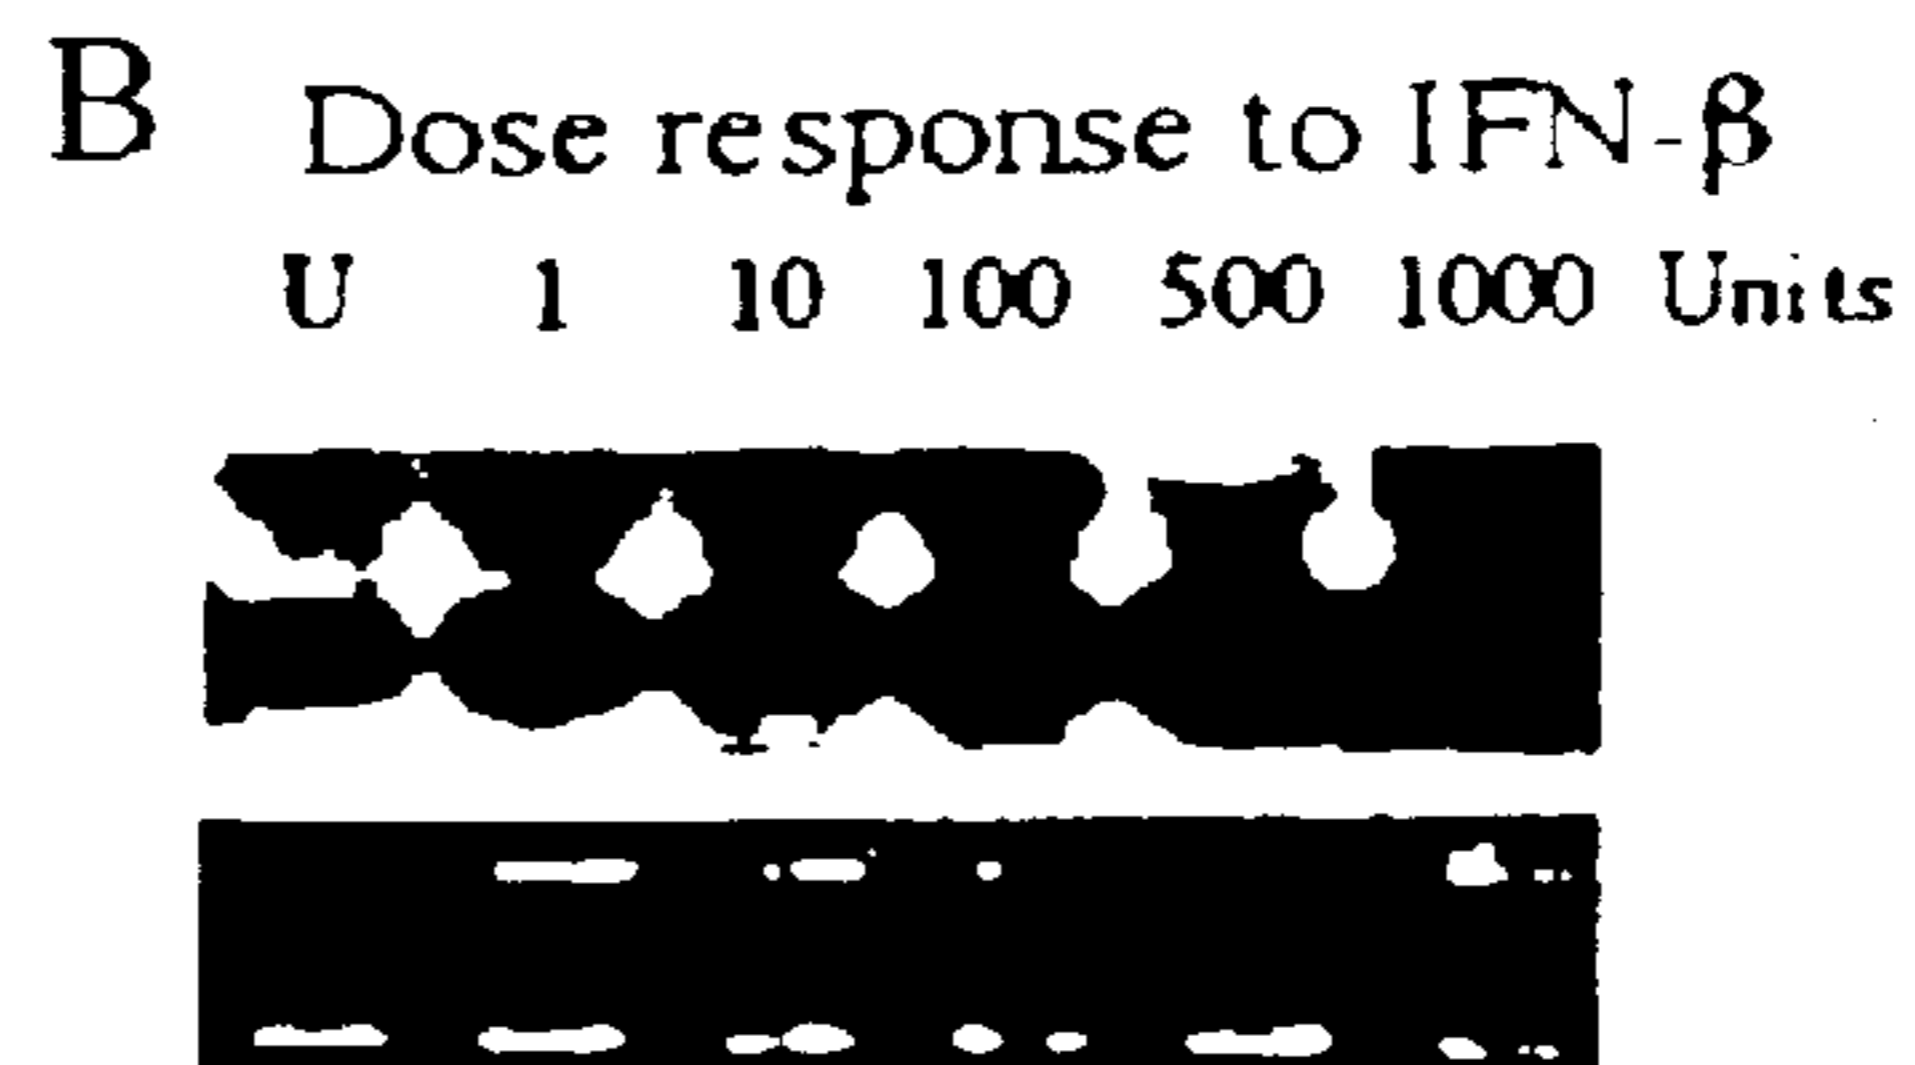 B Dose response to IFN-β
U 1 10 100 500 1000 Units